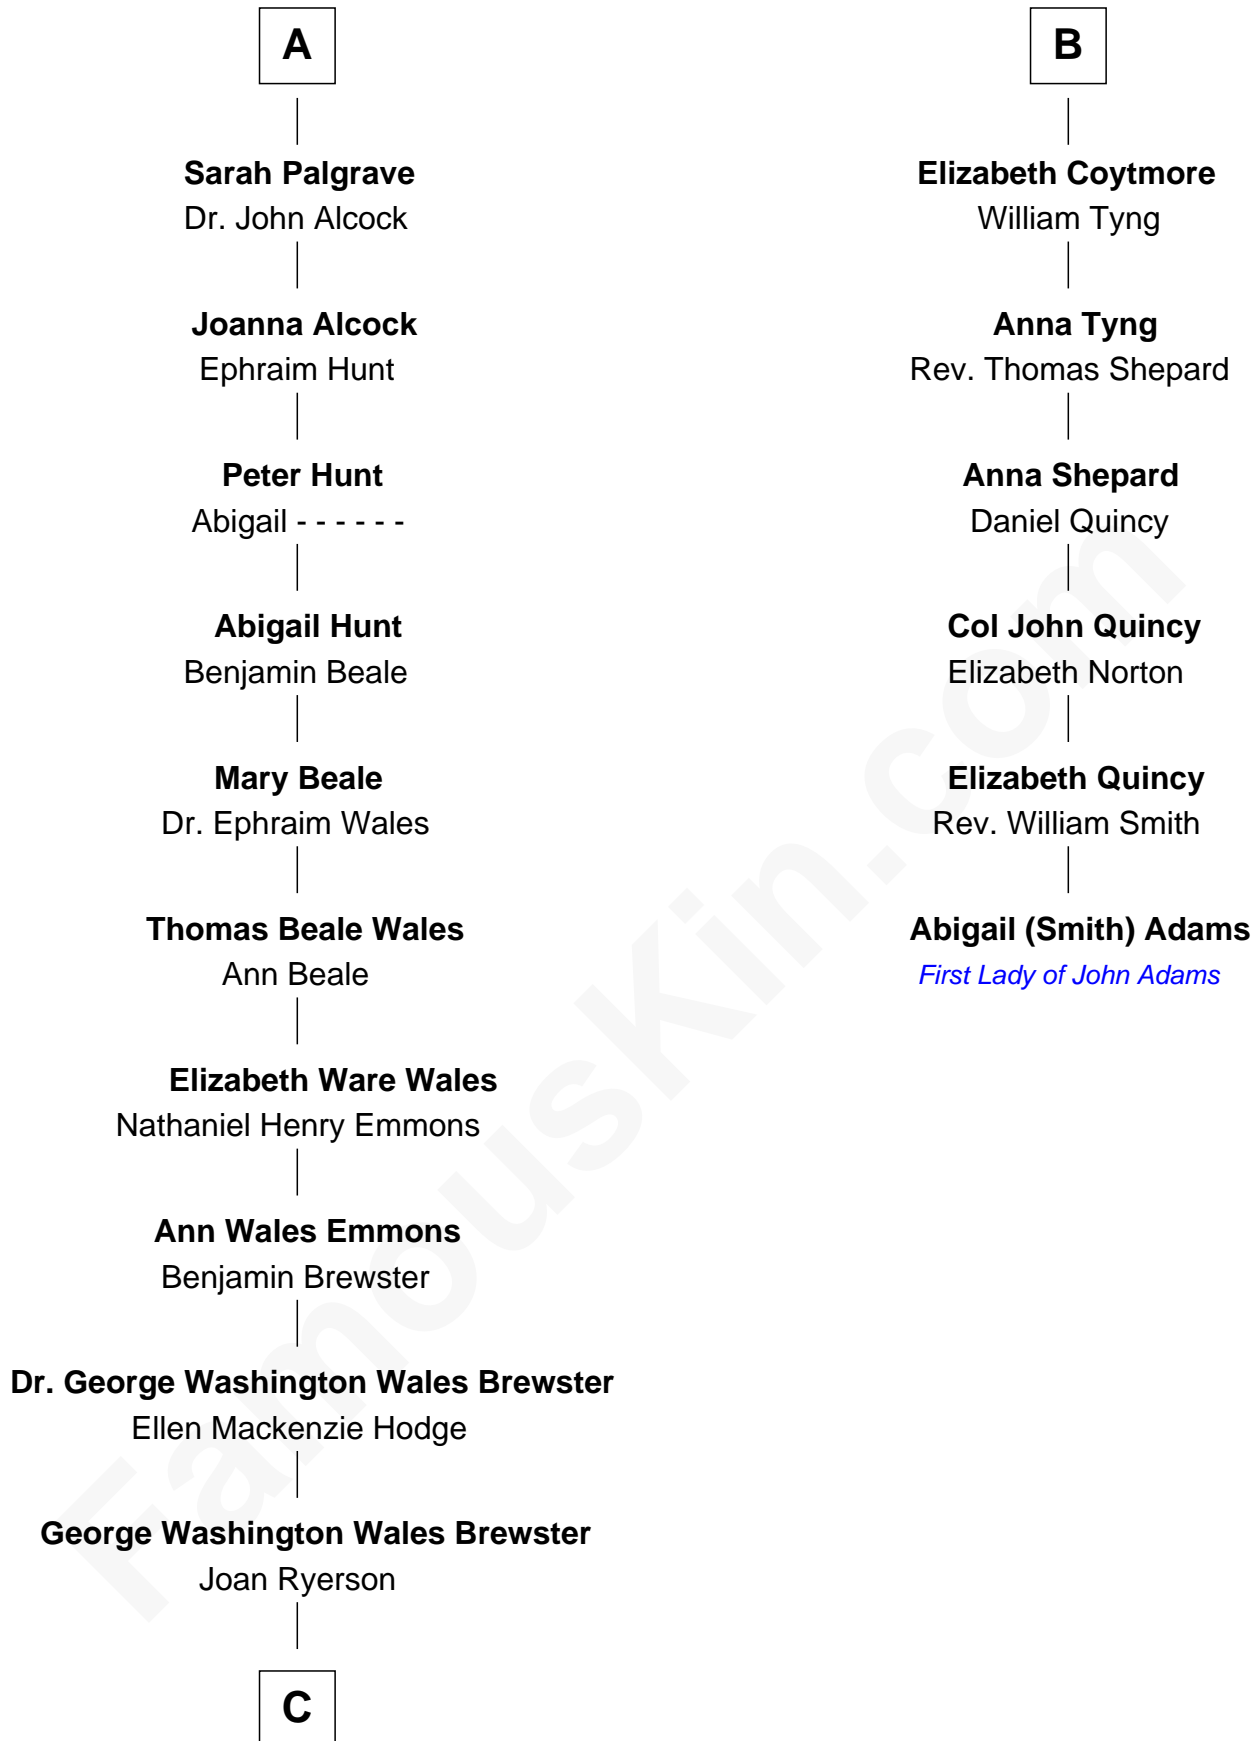 A
Sarah Palgrave
Dr. John Alcock
Joanna Alcock
Ephraim Hunt
Peter Hunt
Abigail - - - - - -
Abigail Hunt
Benjamin Beale
Mary Beale
Dr. Ephraim Wales
Thomas Beale Wales
Ann Beale
Elizabeth Ware Wales
Nathaniel Henry Emmons
Ann Wales Emmons
Benjamin Brewster
Dr. George Washington Wales Brewster
Ellen Mackenzie Hodge
George Washington Wales Brewster
Joan Ryerson
C
B
Elizabeth Coytmore
William Tyng
Anna Tyng
Rev. Thomas Shepard
Anna Shepard
Daniel Quincy
Col John Quincy
Elizabeth Norton
Elizabeth Quincy
Rev. William Smith
Abigail (Smith) Adams
First Lady of John Adams
FamousKin.com